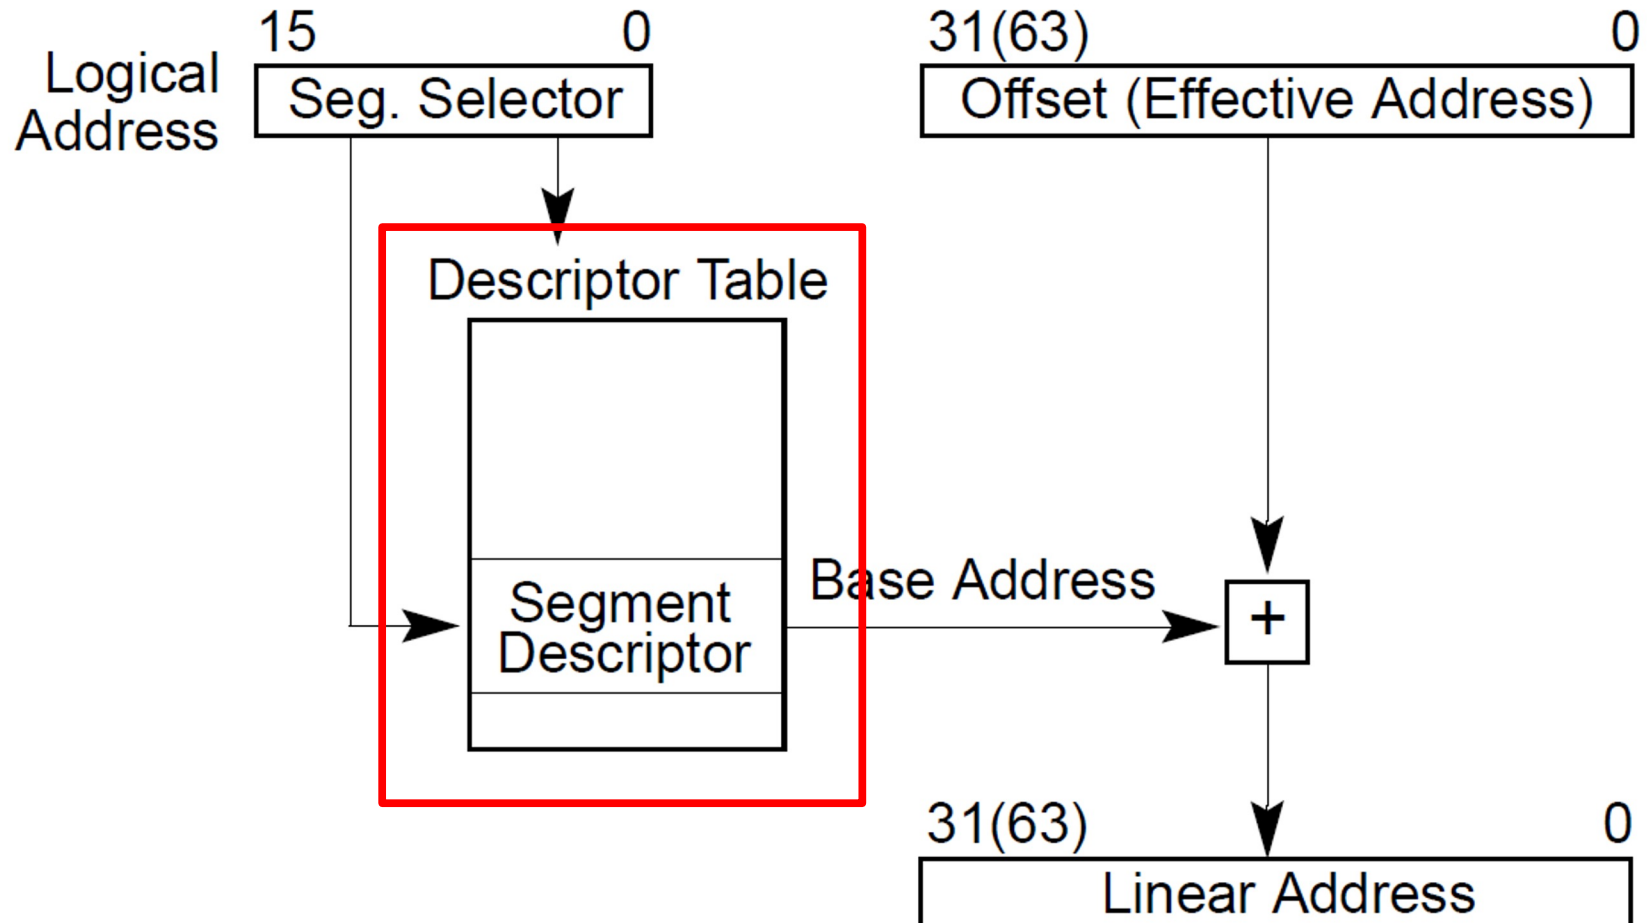 15 0
31(63) 0
Logical
Address
Seg. Selector
Offset (Effective Address)
Descriptor Table
Segment
Descriptor
Base Address
+
31(63) 0
Linear Address